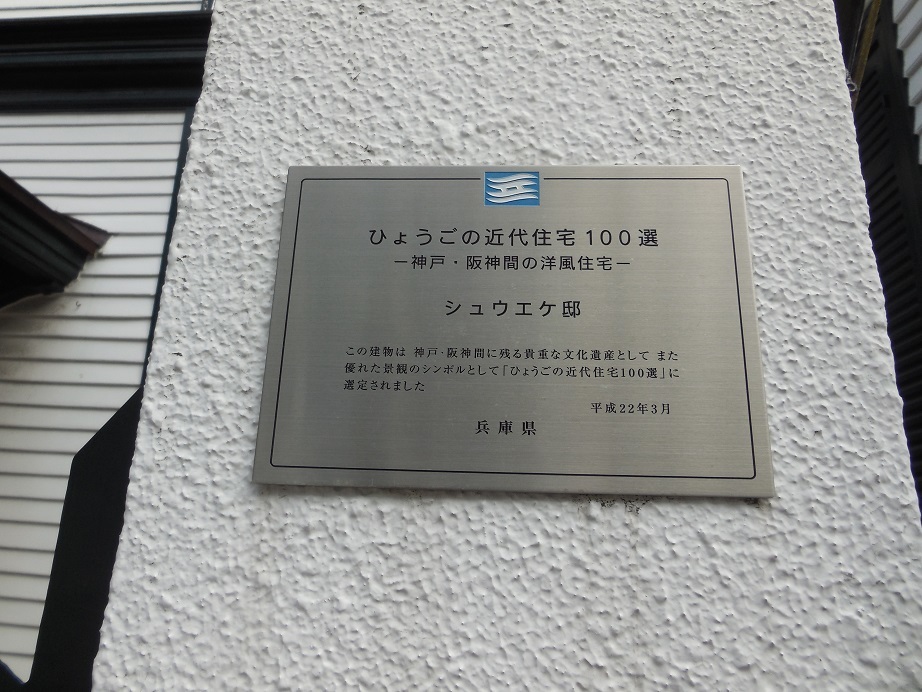 ひょうごの近代住宅100選
－神戸・阪神間の洋風住宅－
シュウエケ邸
この建物は 神戸・阪神間に残る貴重な文化遺産として また
優れた景観のシンボルとして「ひょうごの近代住宅100選」に
選定されました
平成22年3月
兵庫県